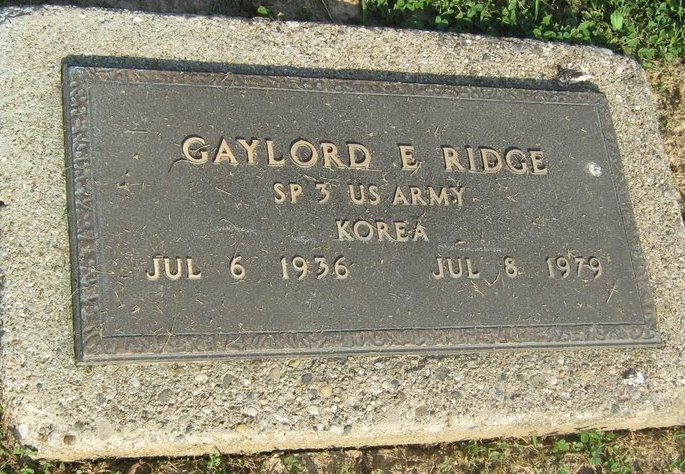 GAYLORD E RIDGE
SP 3 US ARMY
KOREA
JUL 6 1936 JUL 8 1979